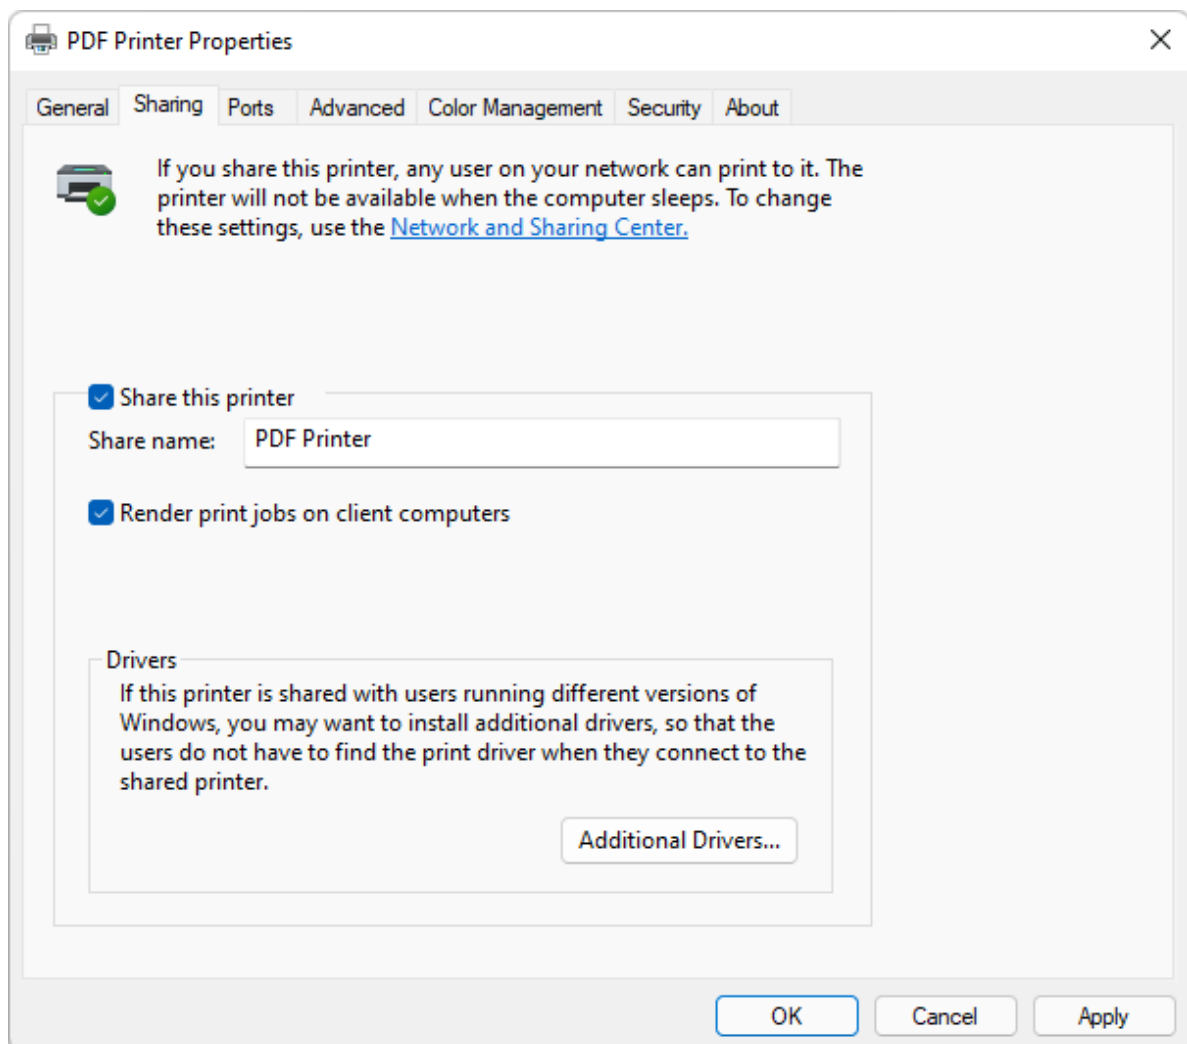 PDF Printer Properties
General Sharing Ports Advanced Color Management Security About
If you share this printer, any user on your network can print to it. The
printer will not be available when the computer sleeps. To change
these settings, use the Network and Sharing Center.
Share this printer
Share name: PDF Printer
Render print jobs on client computers
Drivers
If this printer is shared with users running different versions of
Windows, you may want to install additional drivers, so that the
users do not have to find the print driver when they connect to the
shared printer.
Additional Drivers...
OK Cancel Apply